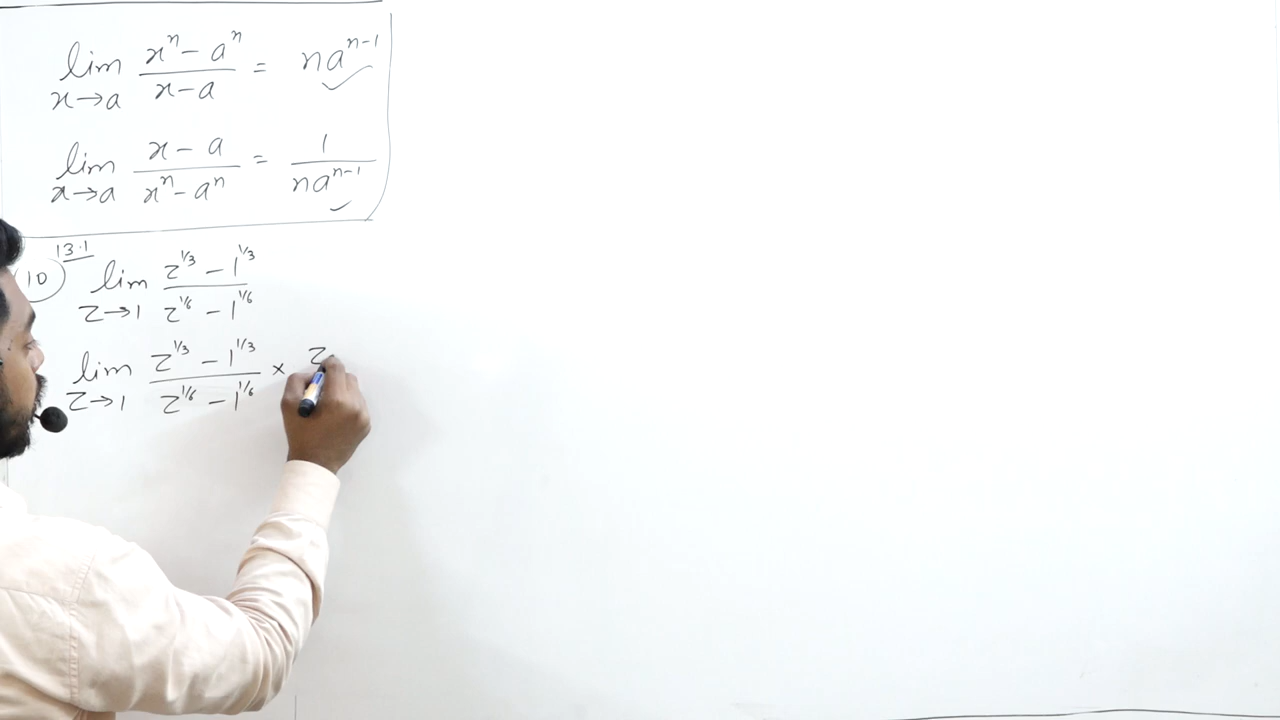 lim x→a (xⁿ - aⁿ)/(x - a) = naⁿ⁻¹ ✓
lim x→a (x - a)/(xⁿ - aⁿ) = 1/(naⁿ⁻¹) ✓
13.1
10 lim z→1 (z^1/3 - 1^1/3)/(z^1/6 - 1^1/6)
lim z→1 (z^1/3 - 1^1/3)/(z^1/6 - 1^1/6) × z